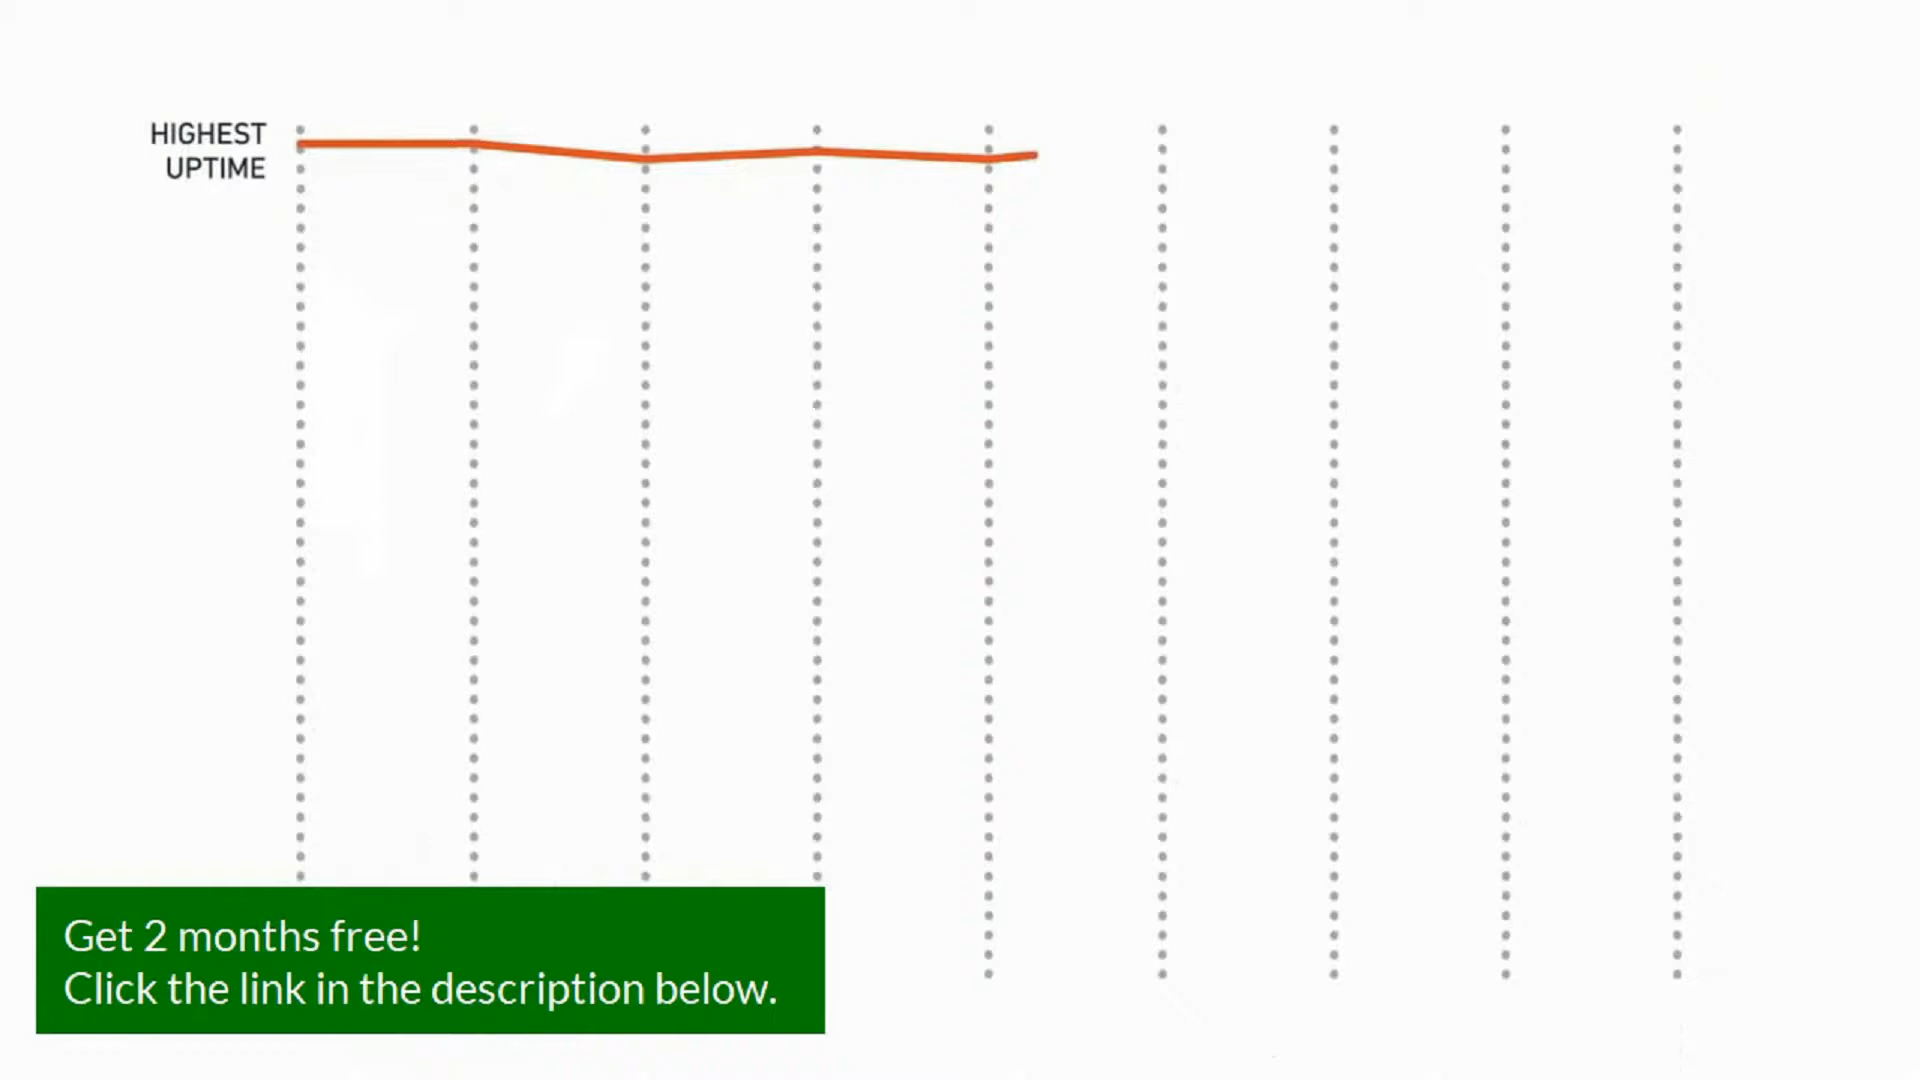 HIGHEST
UPTIME
Get 2 months free!
Click the link in the description below.